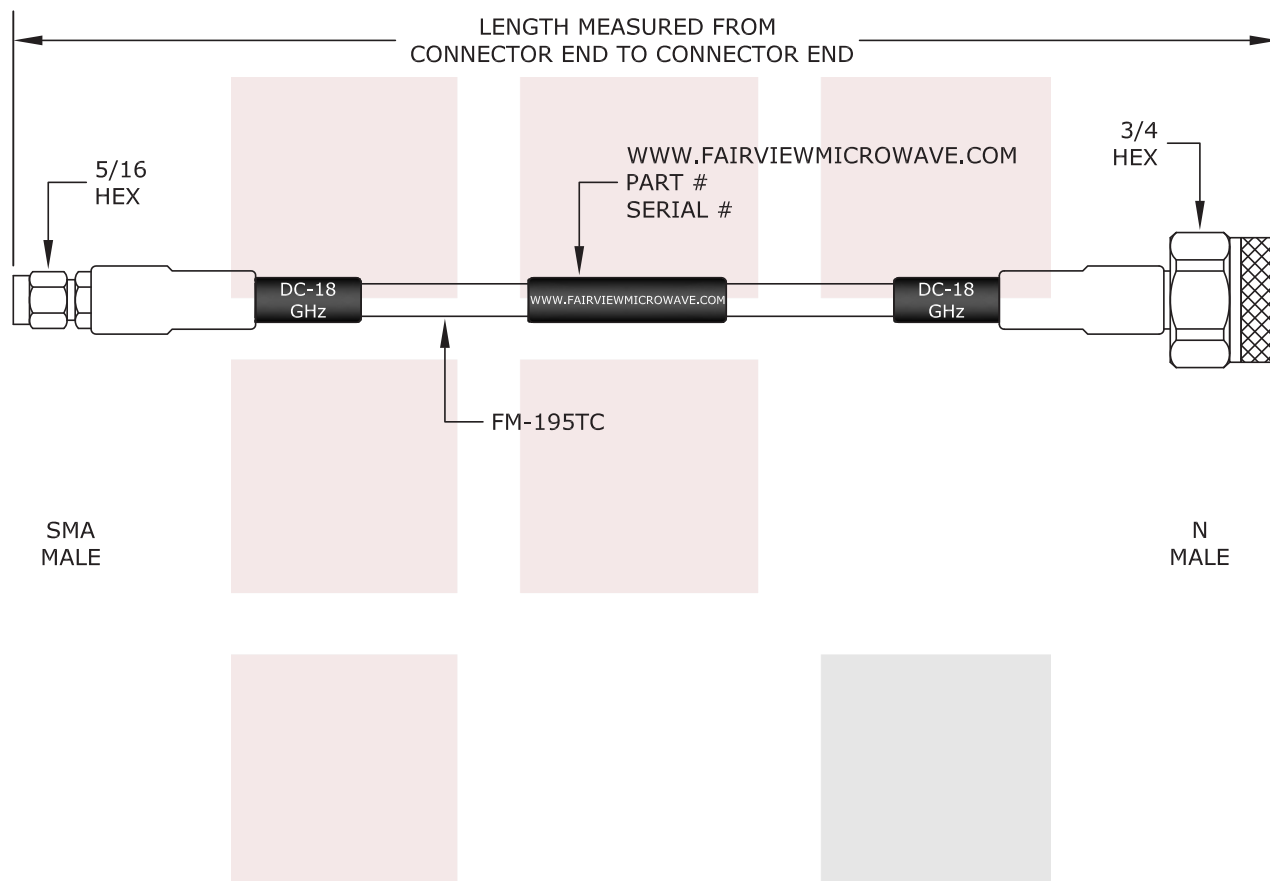 LENGTH MEASURED FROM
CONNECTOR END TO CONNECTOR END
5/16
HEX
WWW.FAIRVIEWMICROWAVE.COM
PART #
SERIAL #
3/4
HEX
DC-18
GHz
WWW.FAIRVIEWMICROWAVE.COM
DC-18
GHz
FM-195TC
SMA
MALE
N
MALE